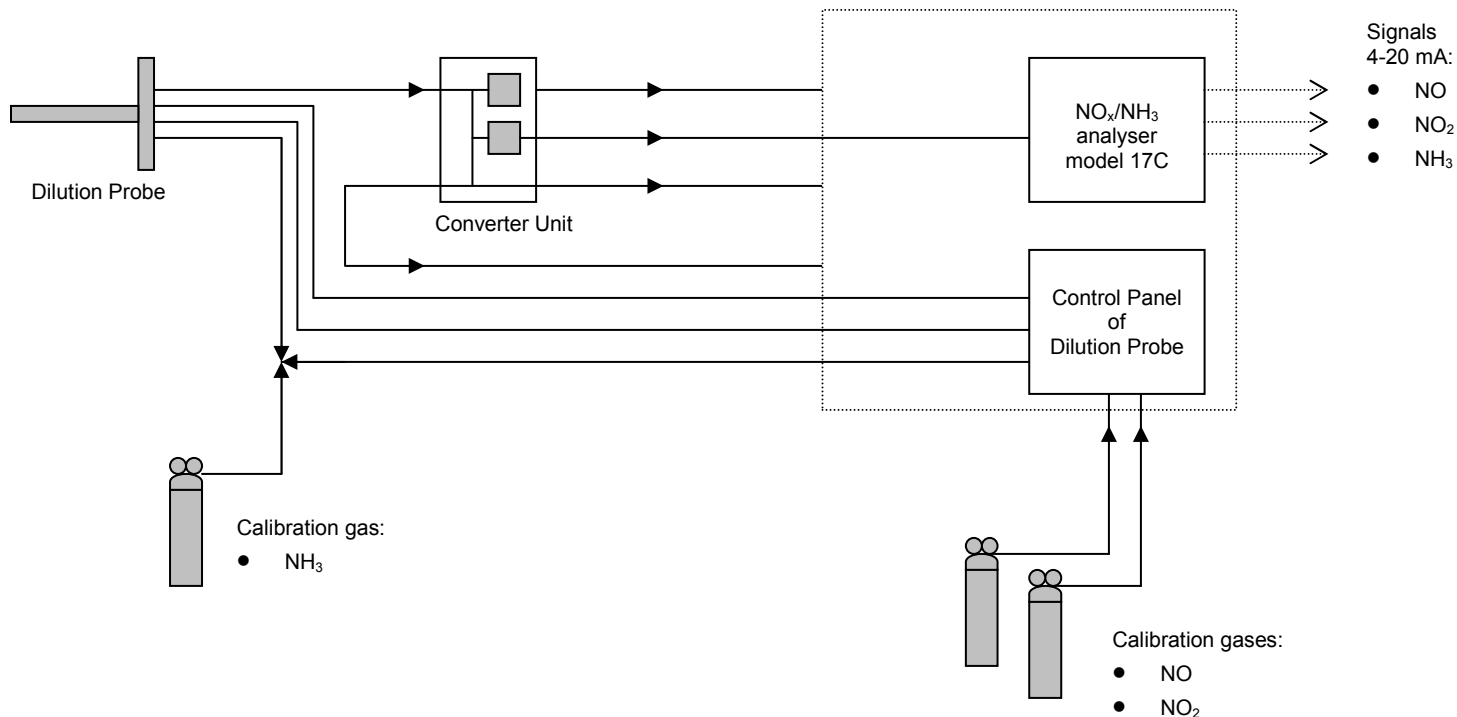 Signals
4-20 mA:
● NO
● NO₂
● NH₃
NOₓ/NH₃
analyser
model 17C
Dilution Probe
Converter Unit
Control Panel
of
Dilution Probe
Calibration gas:
● NH₃
Calibration gases:
● NO
● NO₂